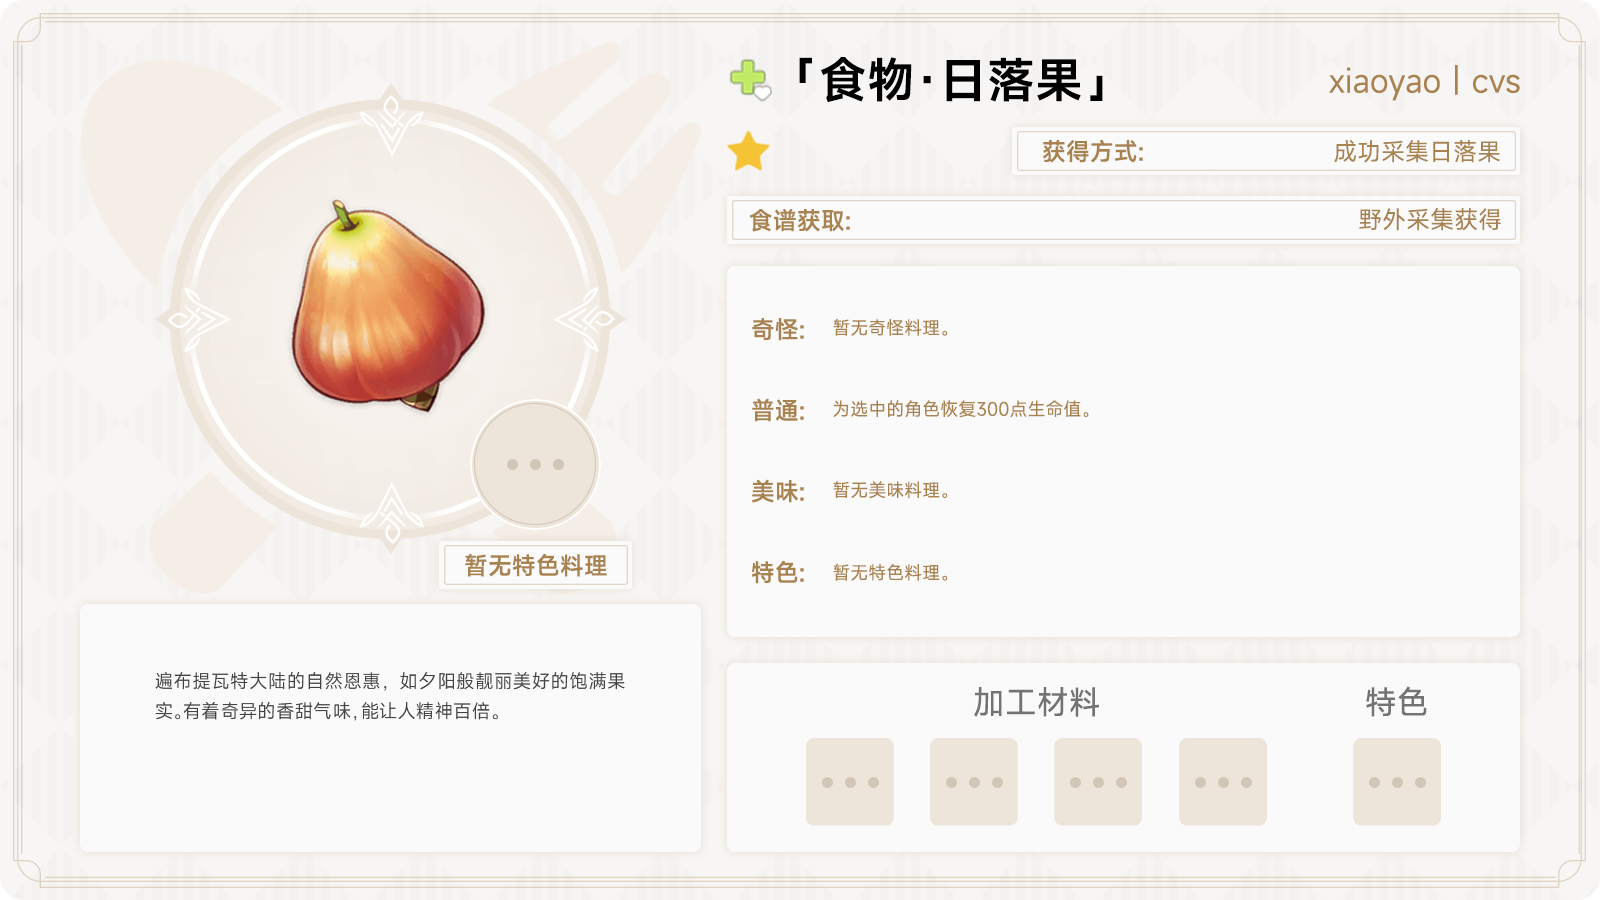 「食物·日落果」
xiaoyao | cvs
获得方式: 成功采集日落果
食谱获取: 野外采集获得
奇怪: 暂无奇怪料理。
普通: 为选中的角色恢复300点生命值。
美味: 暂无美味料理。
特色: 暂无特色料理。
暂无特色料理
遍布提瓦特大陆的自然恩惠，如夕阳般靓丽美好的饱满果
实。有着奇异的香甜气味，能让人精神百倍。
加工材料 特色